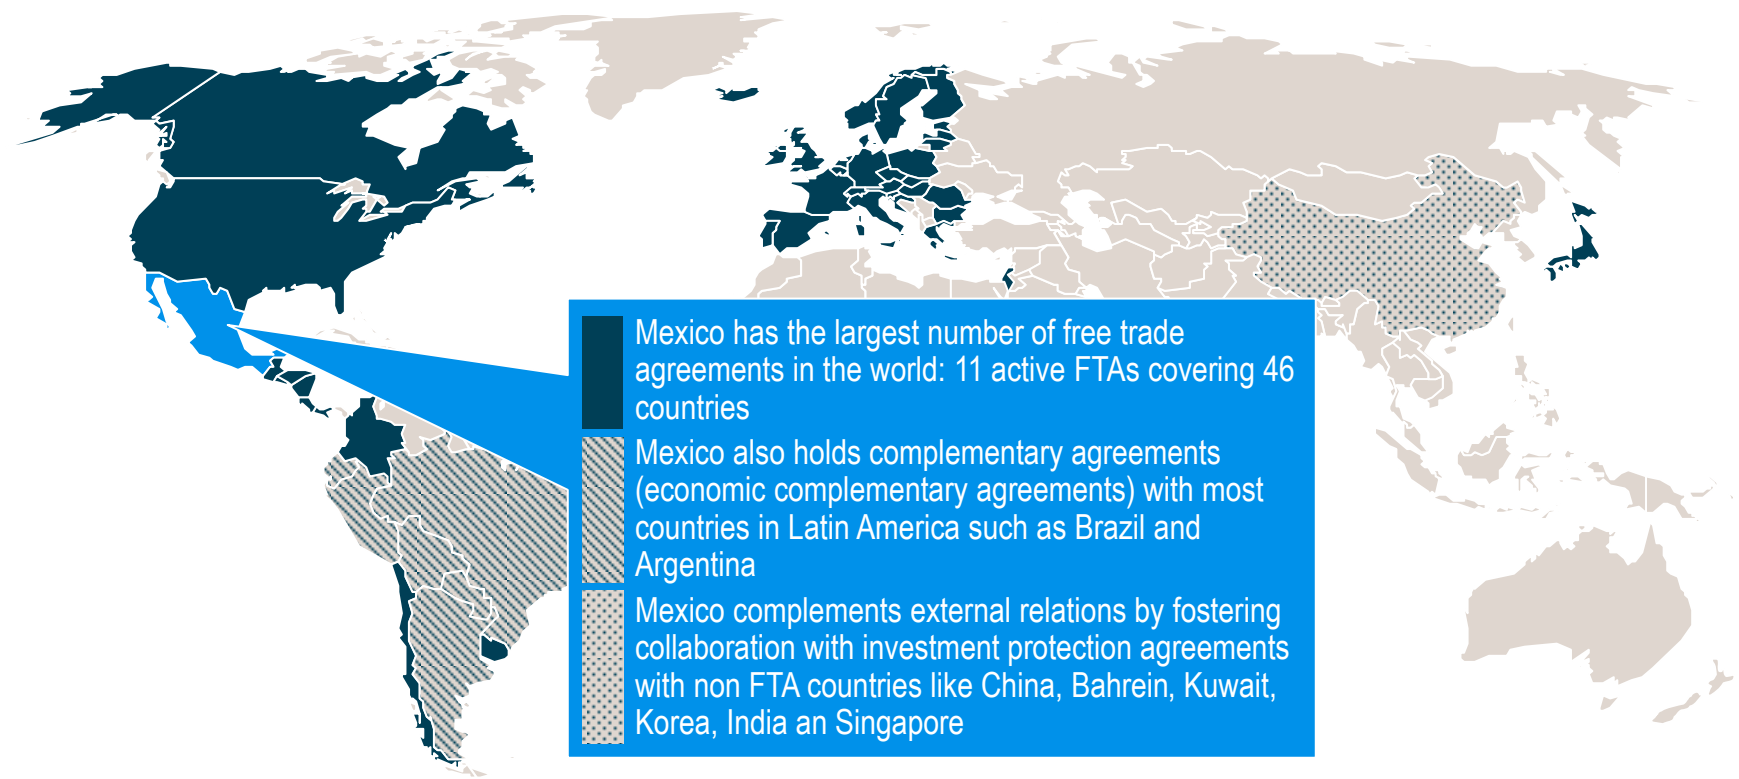 Mexico has the largest number of free trade
agreements in the world: 11 active FTAs covering 46
countries
Mexico also holds complementary agreements
(economic complementary agreements) with most
countries in Latin America such as Brazil and
Argentina
Mexico complements external relations by fostering
collaboration with investment protection agreements
with non FTA countries like China, Bahrein, Kuwait,
Korea, India an Singapore